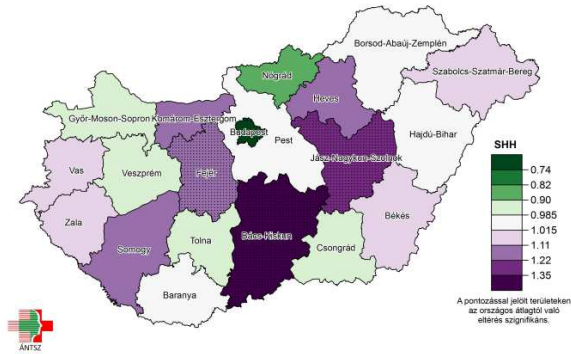 Borsod-Abaúj-Zemplén
Szabolcs-Szatmár-Bereg
Nógrád
Heves
Győr-Moson-Sopron
Komárom-Esztergom
Budapest
Pest
Hajdú-Bihar
Jász-Nagykun-Szolnok
Vas
Veszprém
Fejér
Zala
Somogy
Tolna
Bács-Kiskun
Csongrád
Békés
Baranya
SHH
0.74
0.82
0.90
0.985
1.015
1.11
1.22
1.35
A pontozással jelölt területeken
az országos átlagtól való
eltérés szignifikáns.
ÁNTSZ